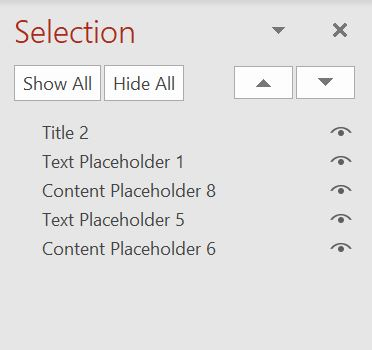 Selection
Show All Hide All
Title 2
Text Placeholder 1
Content Placeholder 8
Text Placeholder 5
Content Placeholder 6